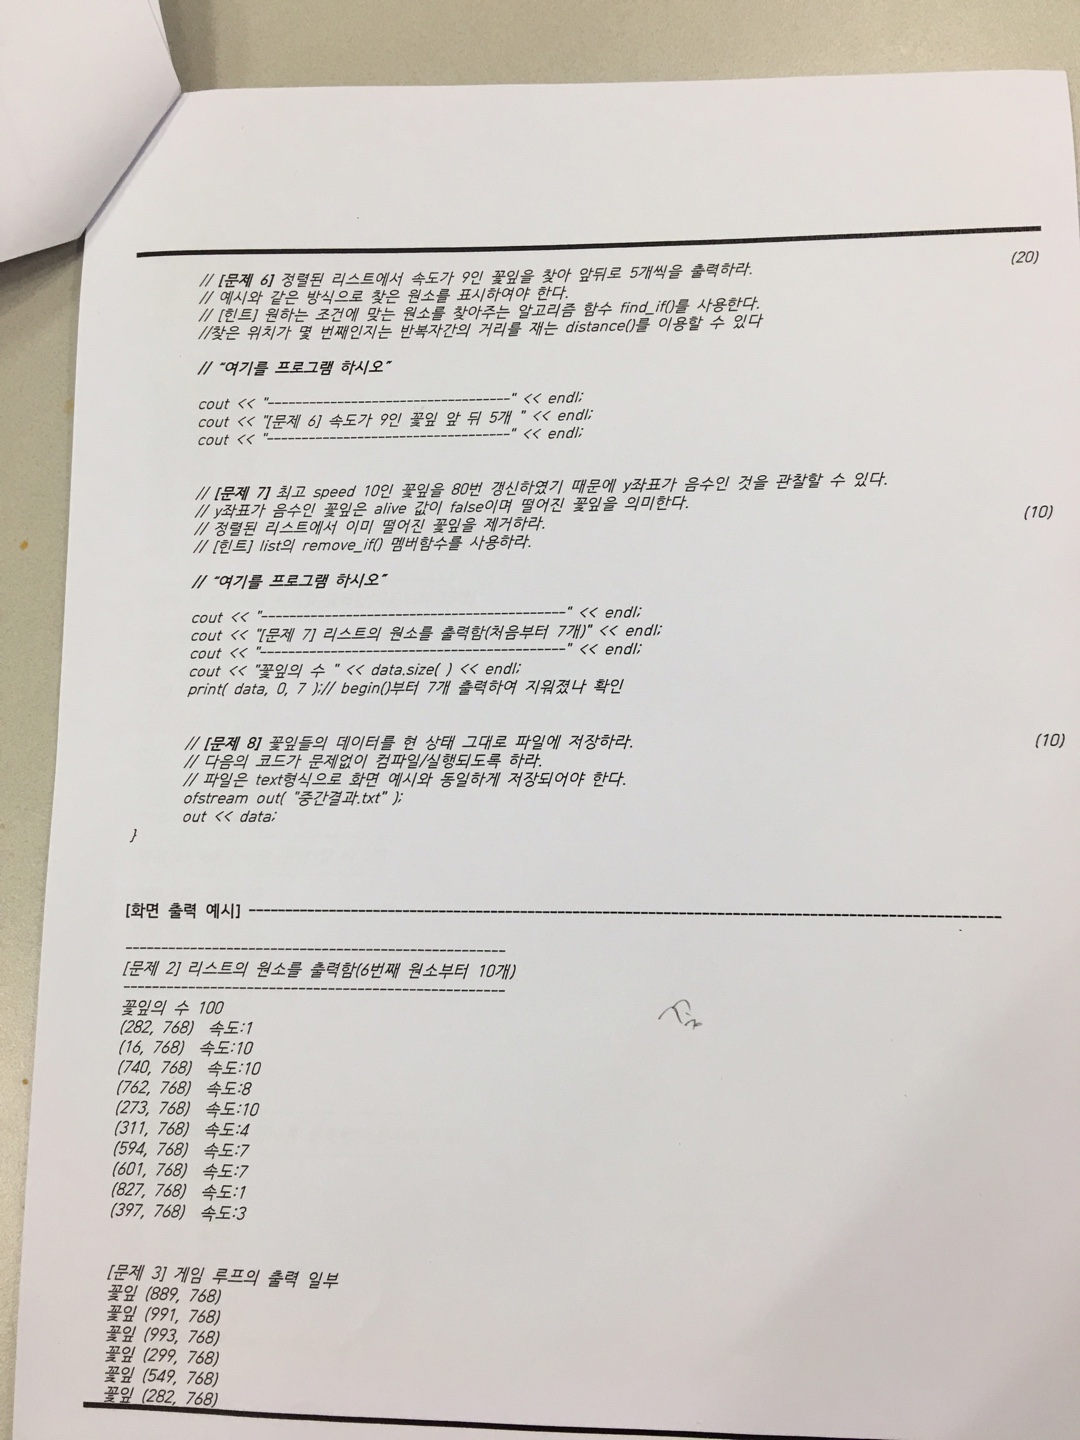 (20)
// [문제 6] 정렬된 리스트에서 속도가 9인 꽃잎을 찾아 앞뒤로 5개씩을 출력하라.
// 예시와 같은 방식으로 찾은 원소를 표시하여야 한다.
// [힌트] 원하는 조건에 맞는 원소를 찾아주는 알고리즘 함수 find_if()를 사용한다.
//찾은 위치가 몇 번째인지는 반복자간의 거리를 재는 distance()를 이용할 수 있다
// "여기를 프로그램 하시오"
cout << "-----------------------------------" << endl;
cout << "[문제 6] 속도가 9인 꽃잎 앞 뒤 5개 " << endl;
cout << "-----------------------------------" << endl;
// [문제 7] 최고 speed 10인 꽃잎을 80번 갱신하였기 때문에 y좌표가 음수인 것을 관찰할 수 있다.
// y좌표가 음수인 꽃잎은 alive 값이 false이며 떨어진 꽃잎을 의미한다.
(10)
// 정렬된 리스트에서 이미 떨어진 꽃잎을 제거하라.
// [힌트] list의 remove_if() 멤버함수를 사용하라.
// "여기를 프로그램 하시오"
cout << "--------------------------------------------" << endl;
cout << "[문제 7] 리스트의 원소를 출력함(처음부터 7개)" << endl;
cout << "--------------------------------------------" << endl;
cout << "꽃잎의 수 " << data.size( ) << endl;
print( data, 0, 7 );// begin()부터 7개 출력하여 지워졌나 확인
// [문제 8] 꽃잎들의 데이터를 현 상태 그대로 파일에 저장하라.
(10)
// 다음의 코드가 문제없이 컴파일/실행되도록 하라.
// 파일은 text형식으로 화면 예시와 동일하게 저장되어야 한다.
ofstream out( "중간결과.txt" );
out << data;
}
[화면 출력 예시] ----------------------------------------------------------------------------------------------------
------------------------------------------------------
[문제 2] 리스트의 원소를 출력함(6번째 원소부터 10개)
------------------------------------------------------
꽃잎의 수 100
(282, 768) 속도:1
(16, 768) 속도:10
(740, 768) 속도:10
(762, 768) 속도:8
(273, 768) 속도:10
(311, 768) 속도:4
(594, 768) 속도:7
(601, 768) 속도:7
(827, 768) 속도:1
(397, 768) 속도:3
[문제 3] 게임 루프의 출력 일부
꽃잎 (889, 768)
꽃잎 (991, 768)
꽃잎 (993, 768)
꽃잎 (299, 768)
꽃잎 (549, 768)
꽃잎 (282, 768)